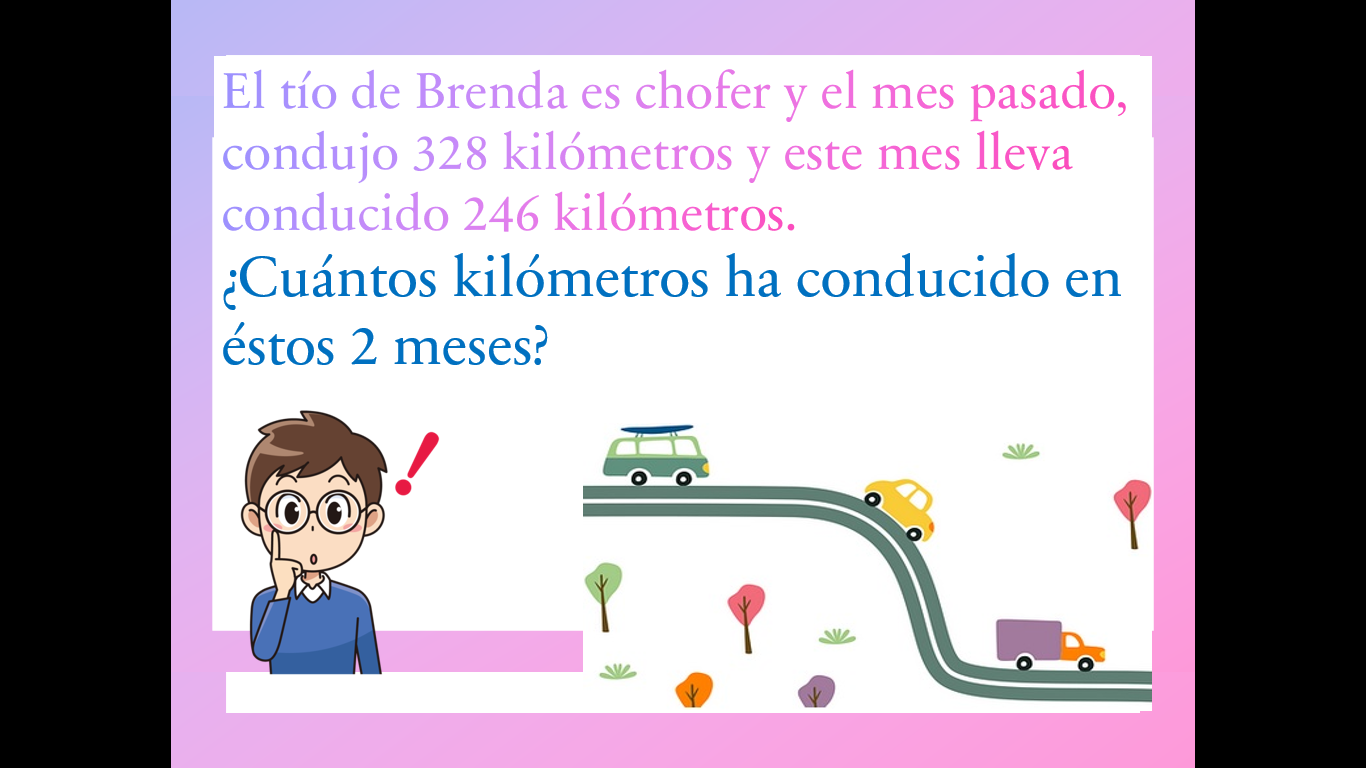 El tío de Brenda es chofer y el mes pasado,
condujo 328 kilómetros y este mes lleva
conducido 246 kilómetros.
¿Cuántos kilómetros ha conducido en
éstos 2 meses?